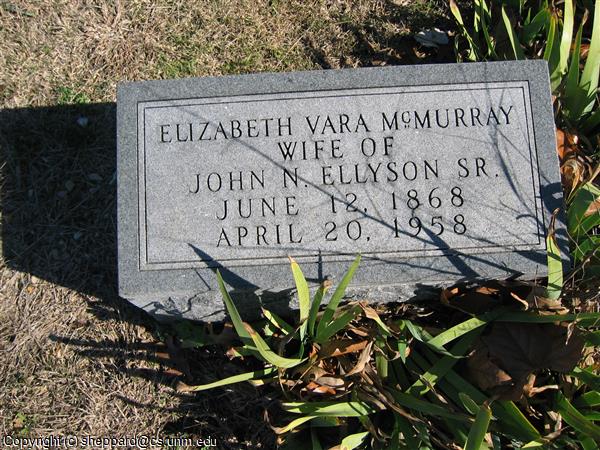 ELIZABETH VARA McMURRAY
WIFE OF
JOHN N. ELLYSON SR.
JUNE 12, 1868
APRIL 20, 1958
Copyright (c) sheppard@cs.unm.edu